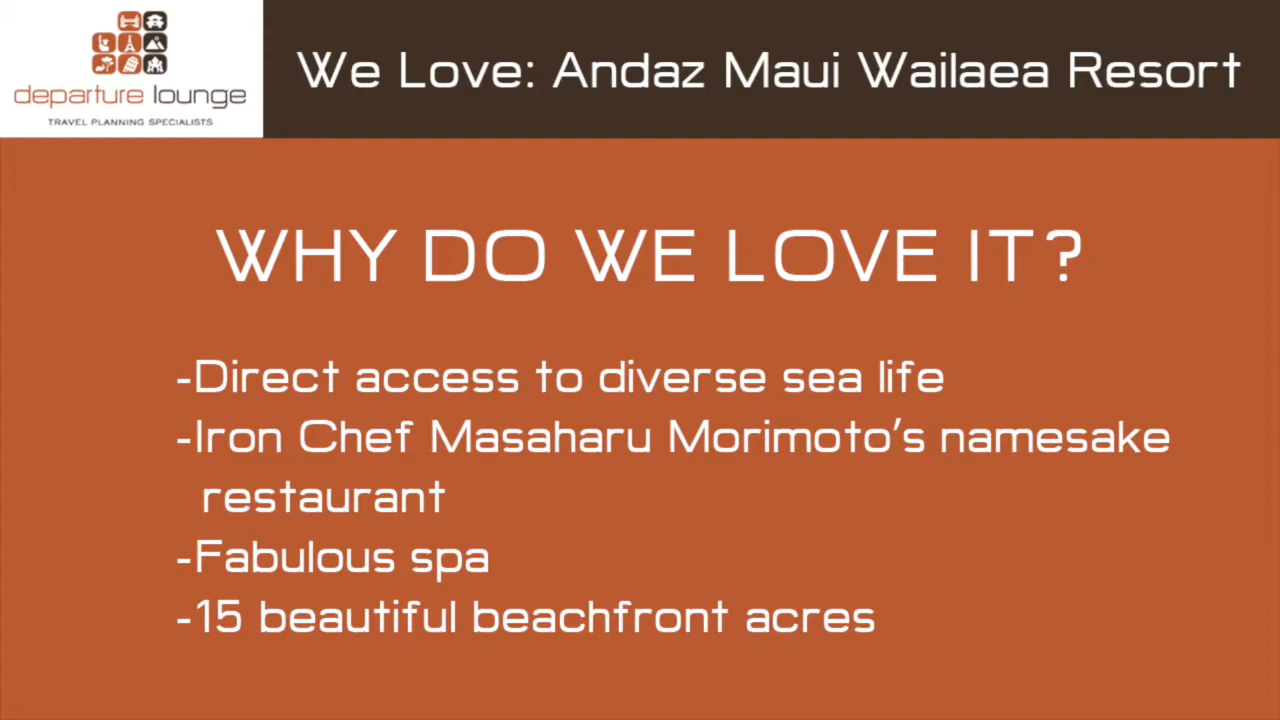 departure lounge
TRAVEL PLANNING SPECIALISTS
We Love: Andaz Maui Wailaea Resort
WHY DO WE LOVE IT?
-Direct access to diverse sea life
-Iron Chef Masaharu Morimoto's namesake
restaurant
-Fabulous spa
-15 beautiful beachfront acres